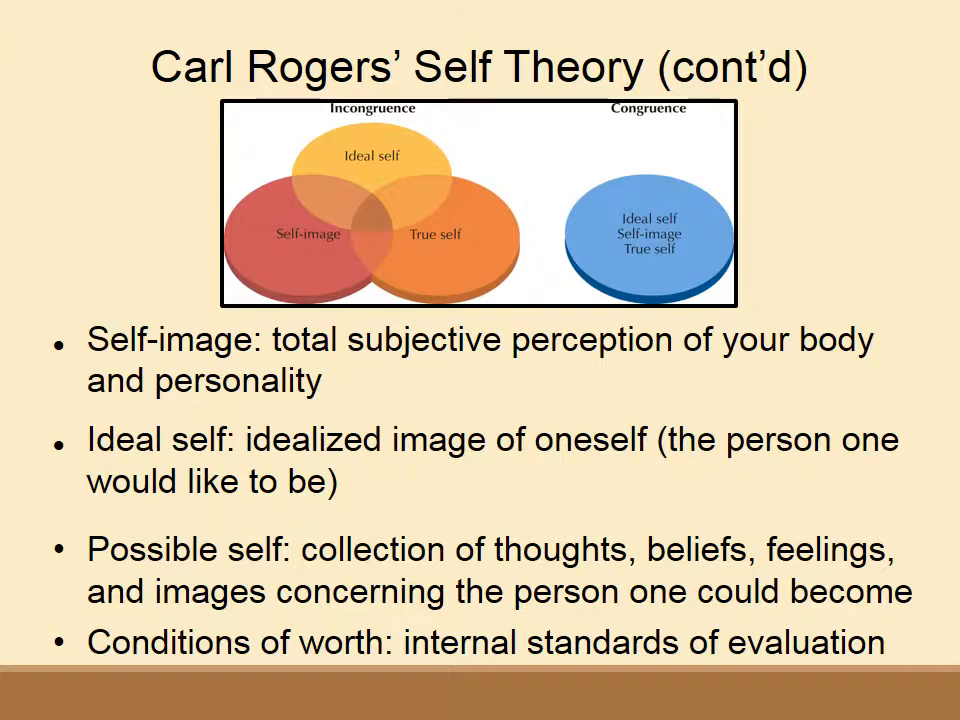 Carl Rogers’ Self Theory (cont’d)
Incongruence
Congruence
Ideal self
Self-image
True self
Ideal self
Self-image
True self
● Self-image: total subjective perception of your body
and personality
● Ideal self: idealized image of oneself (the person one
would like to be)
• Possible self: collection of thoughts, beliefs, feelings,
and images concerning the person one could become
• Conditions of worth: internal standards of evaluation